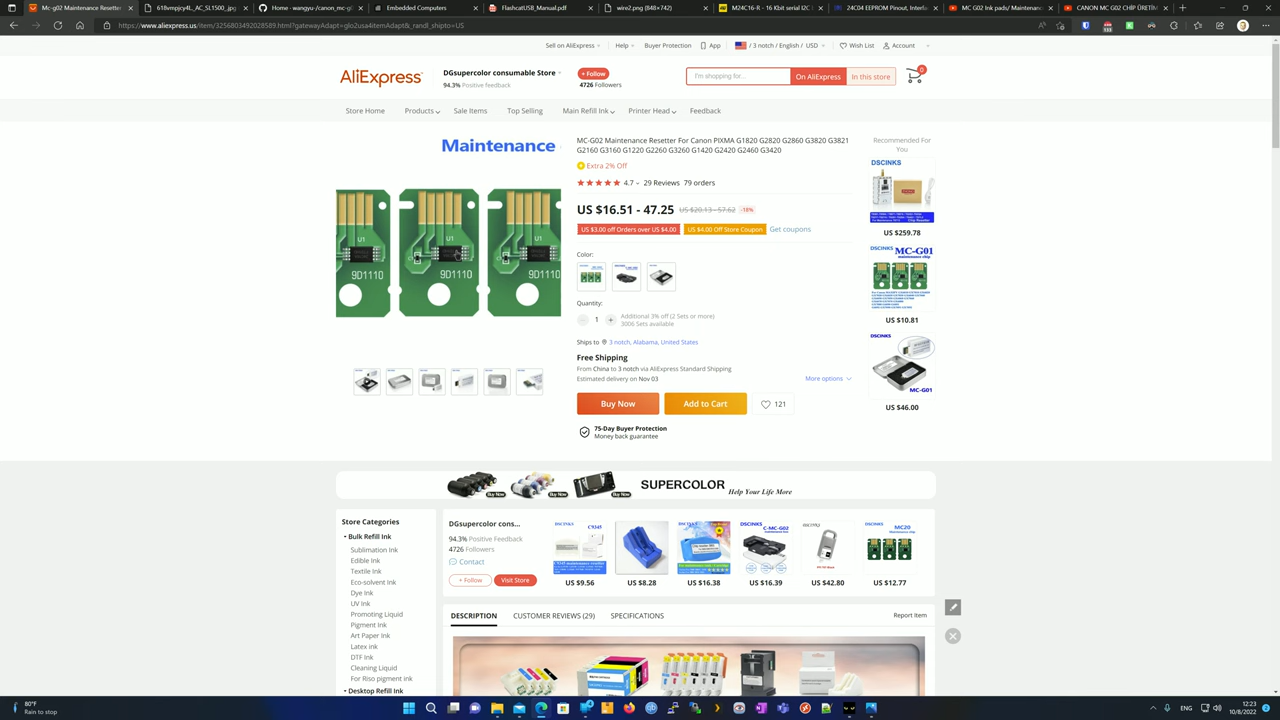 Mc-g02 Maintenance Resetter
618vmpjcy4L_AC_SL1500_.jpg
Home - wangyu-/canon_mc-g
Embedded Computers
FlashcatUSB_Manual.pdf
wire2.png (848×742)
M24C16-R - 16 Kbit serial I2C
24C04 EEPROM Pinout, Interfa
MC G02 Ink pads/ Maintenanc
CANON MC G02 CHIP ÜRETİM
https://www.aliexpress.us/item/3256803492028589.html?gatewayAdapt=glo2usa4itemAdapt&_randl_shipto=US
Sell on AliExpress
Help
Buyer Protection
App
/ 3 notch / English / USD
Wish List
Account
AliExpress
DGsupercolor consumable Store
94.3% Positive feedback
+ Follow
4726 Followers
I'm shopping for...
On AliExpress
In this store
0
Store Home
Products
Sale Items
Top Selling
Main Refill Ink
Printer Head
Feedback
Maintenance
U1
U1
9D1110
9D1110
9D1110
MC-G02 Maintenance Resetter For Canon PIXMA G1820 G2820 G2860 G3820 G3821
G2160 G3160 G1220 G2260 G3260 G1420 G2420 G2460 G3420
Extra 2% Off
4.7
29 Reviews
79 orders
US $16.51 - 47.25
US $20.13 - 57.62
-18%
US $3.00 off Orders over US $4.00
US $4.00 Off Store Coupon
Get coupons
Color:
Quantity:
1
Additional 3% off (2 Sets or more)
3006 Sets available
Ships to
3 notch, Alabama, United States
Free Shipping
From China to 3 notch via AliExpress Standard Shipping
Estimated delivery on Nov 03
More options
Buy Now
Add to Cart
121
75-Day Buyer Protection
Money back guarantee
Recommended For
You
DSCINKS
US $259.78
DSCINKS
MC-G01
maintenance chip
US $10.81
DSCINKS
MC-G01
US $46.00
Buy Now
Buy Now
Buy Now
SUPERCOLOR
Help Your Life More
Store Categories
Bulk Refill Ink
Sublimation Ink
Edible Ink
Textile Ink
Eco-solvent Ink
Dye Ink
UV Ink
Promoting Liquid
Pigment Ink
Art Paper Ink
Latex ink
DTF Ink
Cleaning Liquid
For Riso pigment ink
Desktop Refill Ink
DGsupercolor cons...
94.3% Positive Feedback
4726 Followers
Contact
+ Follow
Visit Store
DSCINKS
C9345
US $9.56
US $8.28
DSCINKS
US $16.38
DSCINKS
C-MC-G02
US $16.39
US $42.80
DSCINKS
MC20
US $12.77
DESCRIPTION
CUSTOMER REVIEWS (29)
SPECIFICATIONS
Report Item
80°F
Rain to stop
ENG
12:23
10/8/2022